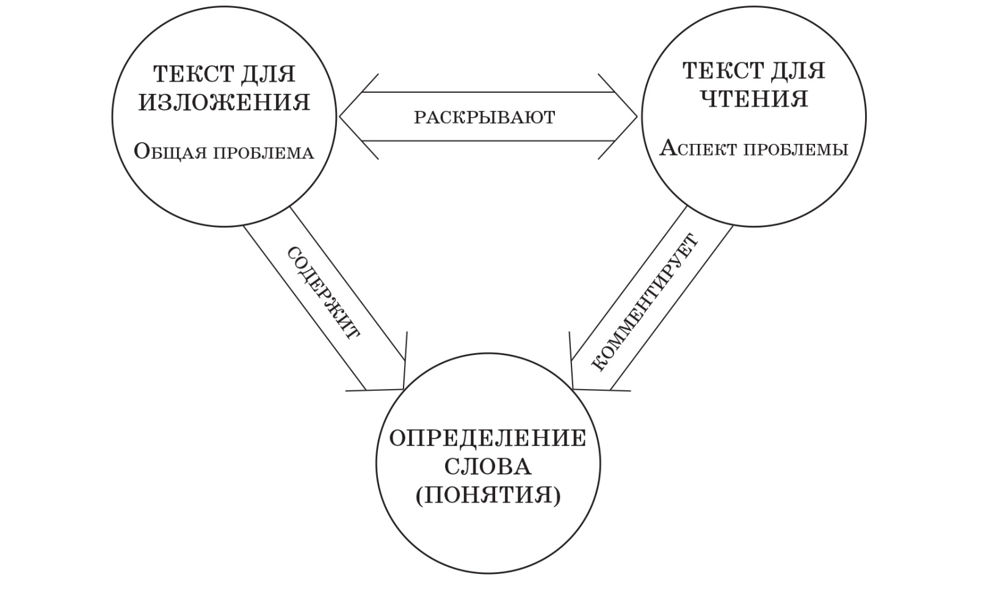 ТЕКСТ ДЛЯ
ИЗЛОЖЕНИЯ
Общая проблема
РАСКРЫВАЮТ
ТЕКСТ ДЛЯ
ЧТЕНИЯ
Аспект проблемы
СОДЕРЖИТ
КОММЕНТИРУЕТ
ОПРЕДЕЛЕНИЕ
СЛОВА
(ПОНЯТИЯ)